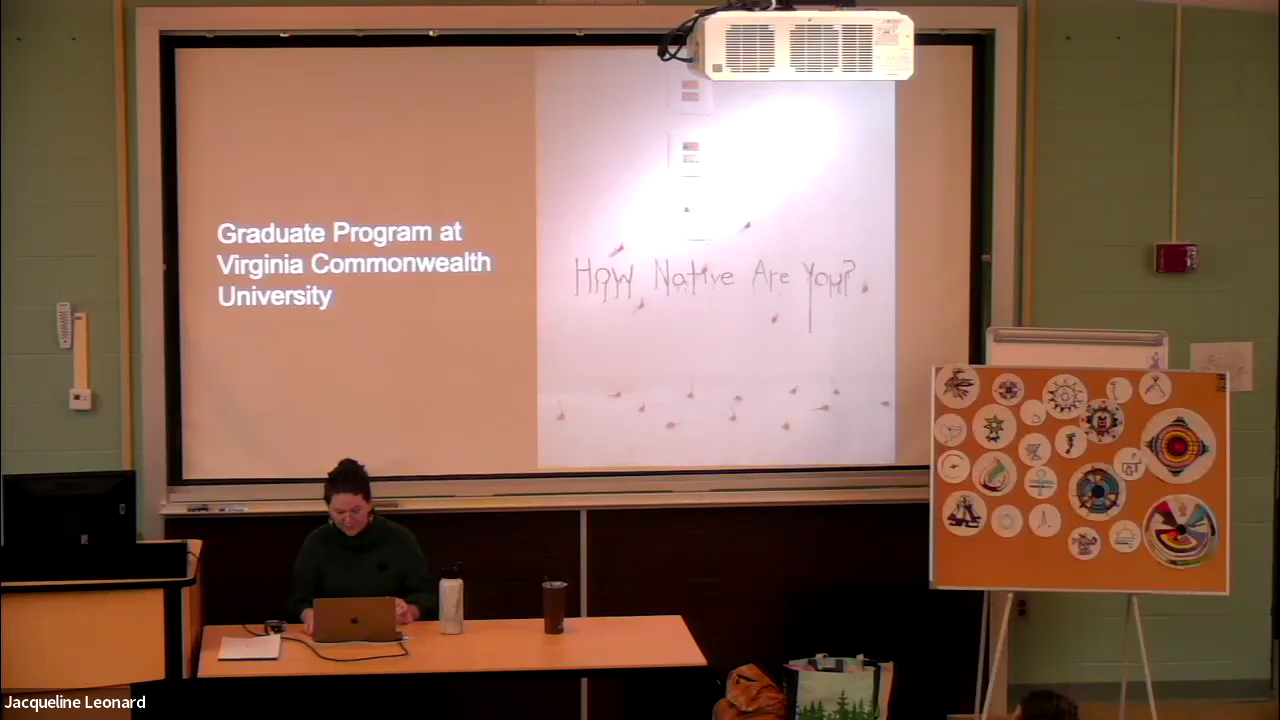 Graduate Program at
Virginia Commonwealth
University
How Native Are You?
Jacqueline Leonard